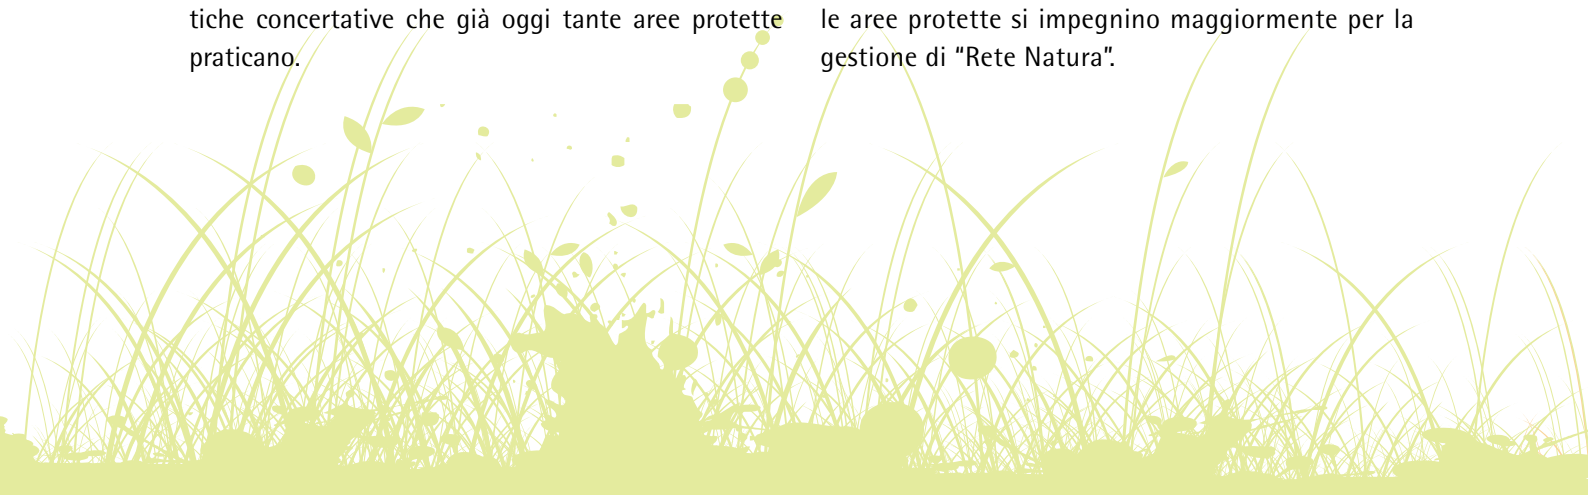 tiche concertative che già oggi tante aree protette
praticano.
le aree protette si impegnino maggiormente per la
gestione di “Rete Natura”.